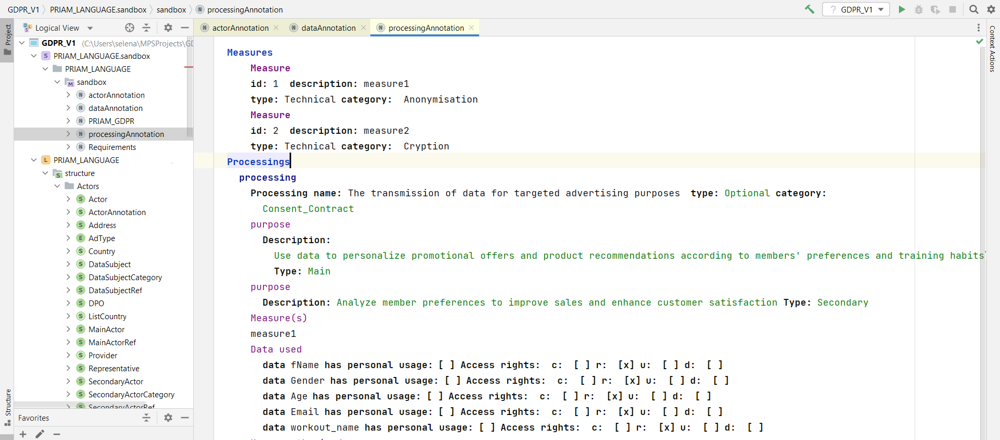 GDPR_V1 PRIAM_LANGUAGE.sandbox sandbox N processingAnnotation ? GDPR_V1
Project
Logical View
N actorAnnotation N dataAnnotation N processingAnnotation
GDPR_V1 (C:\Users\selena\MPSProjects\GD
S PRIAM_LANGUAGE.sandbox
PRIAM_LANGUAGE
M sandbox
N actorAnnotation
N dataAnnotation
N PRIAM_GDPR
N processingAnnotation
N Requirements
L PRIAM_LANGUAGE
S structure
Actors
S Actor
S ActorAnnotation
S Address
E AdType
S Country
S DataSubject
S DataSubjectCategory
S DataSubjectRef
S DPO
S ListCountry
S MainActor
S MainActorRef
S Provider
S Representative
S SecondaryActor
S SecondaryActorCategory
S SecondaryActorRef
Structure
Favorites
Measures
Measure
id: 1 description: measure1
type: Technical category: Anonymisation
Measure
id: 2 description: measure2
type: Technical category: Cryption
Processings
processing
Processing name: The transmission of data for targeted advertising purposes type: Optional category:
Consent_Contract
purpose
Description:
Use data to personalize promotional offers and product recommendations according to members' preferences and training habits
Type: Main
purpose
Description: Analyze member preferences to improve sales and enhance customer satisfaction Type: Secondary
Measure(s)
measure1
Data used
data fName has personal usage: [ ] Access rights: c: [ ] r: [x] u: [ ] d: [ ]
data Gender has personal usage: [ ] Access rights: c: [ ] r: [x] u: [ ] d: [ ]
data Age has personal usage: [ ] Access rights: c: [ ] r: [x] u: [ ] d: [ ]
data Email has personal usage: [ ] Access rights: c: [ ] r: [x] u: [ ] d: [ ]
data workout_name has personal usage: [ ] Access rights: c: [ ] r: [x] u: [ ] d: [ ]
Context Actions